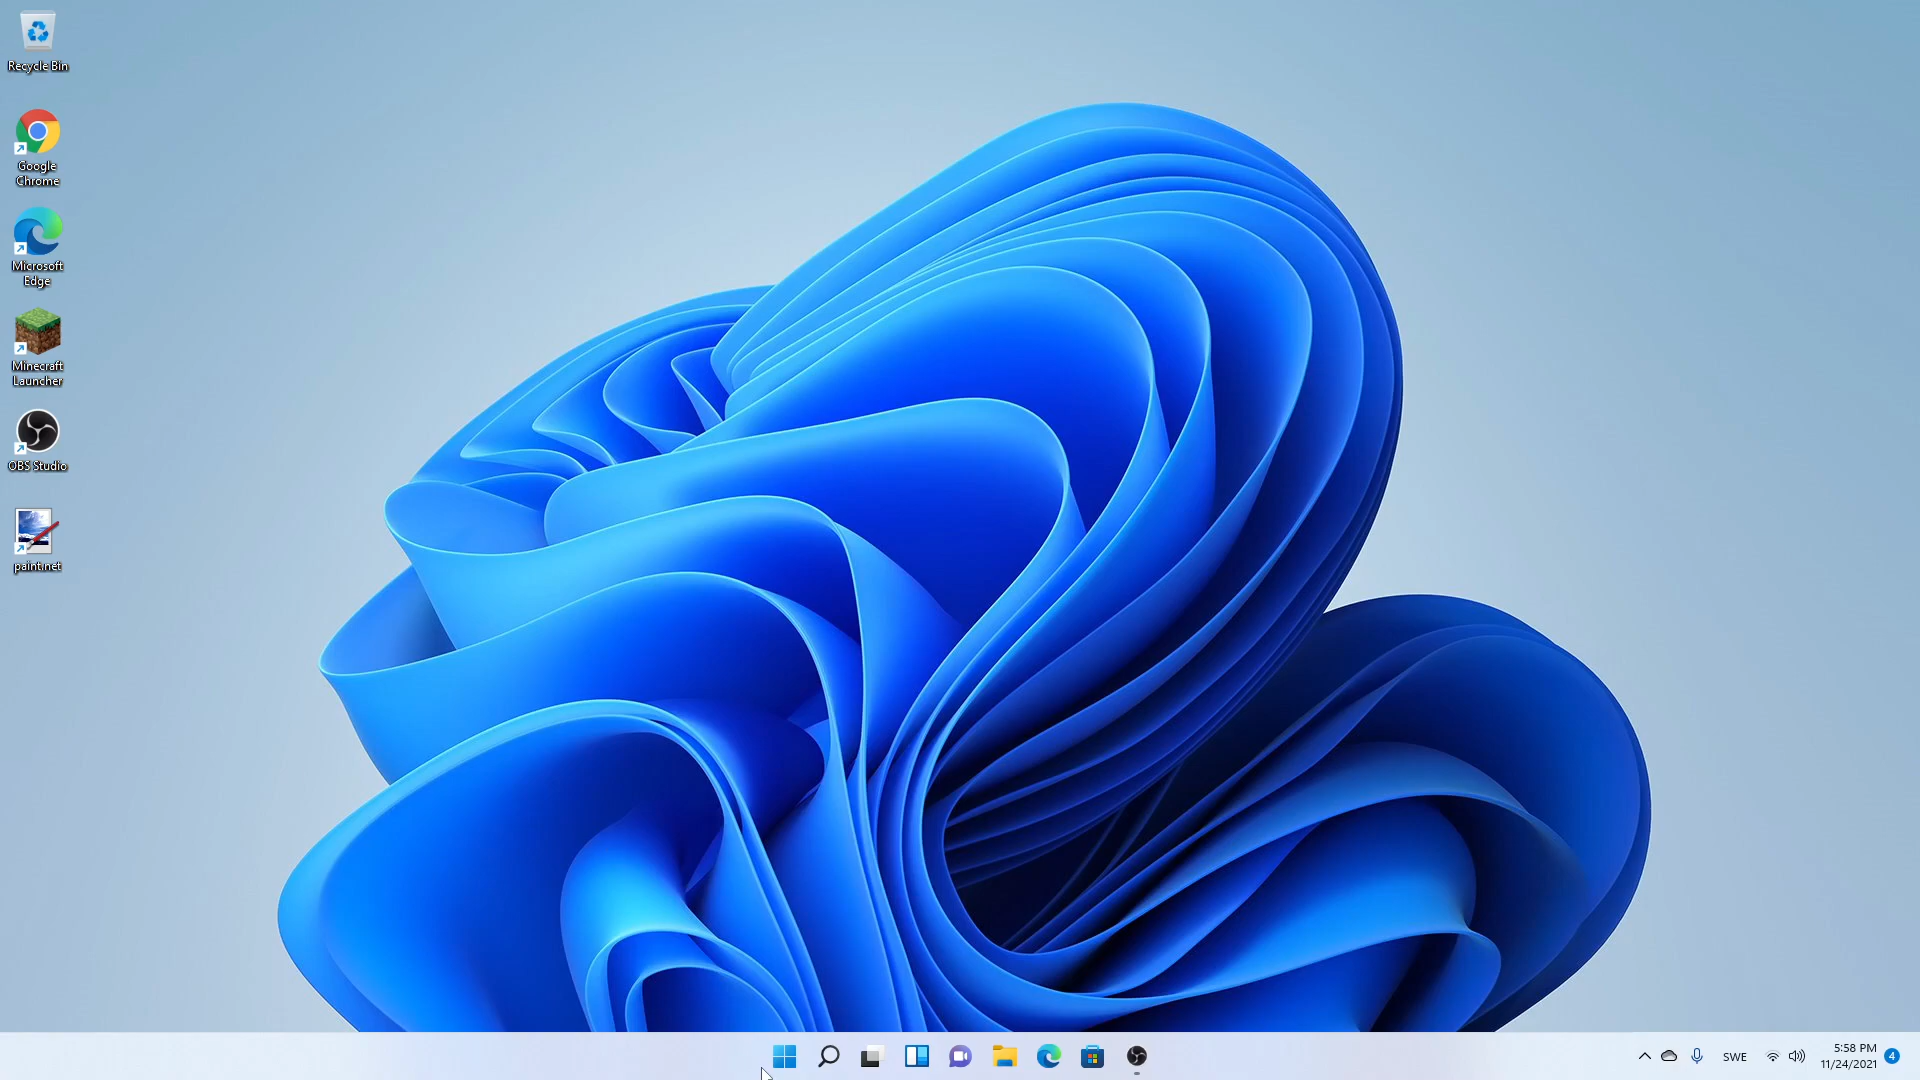 Recycle Bin
Google
Chrome
Microsoft
Edge
Minecraft
Launcher
OBS Studio
paint.net
SWE
5:58 PM
11/24/2021
4